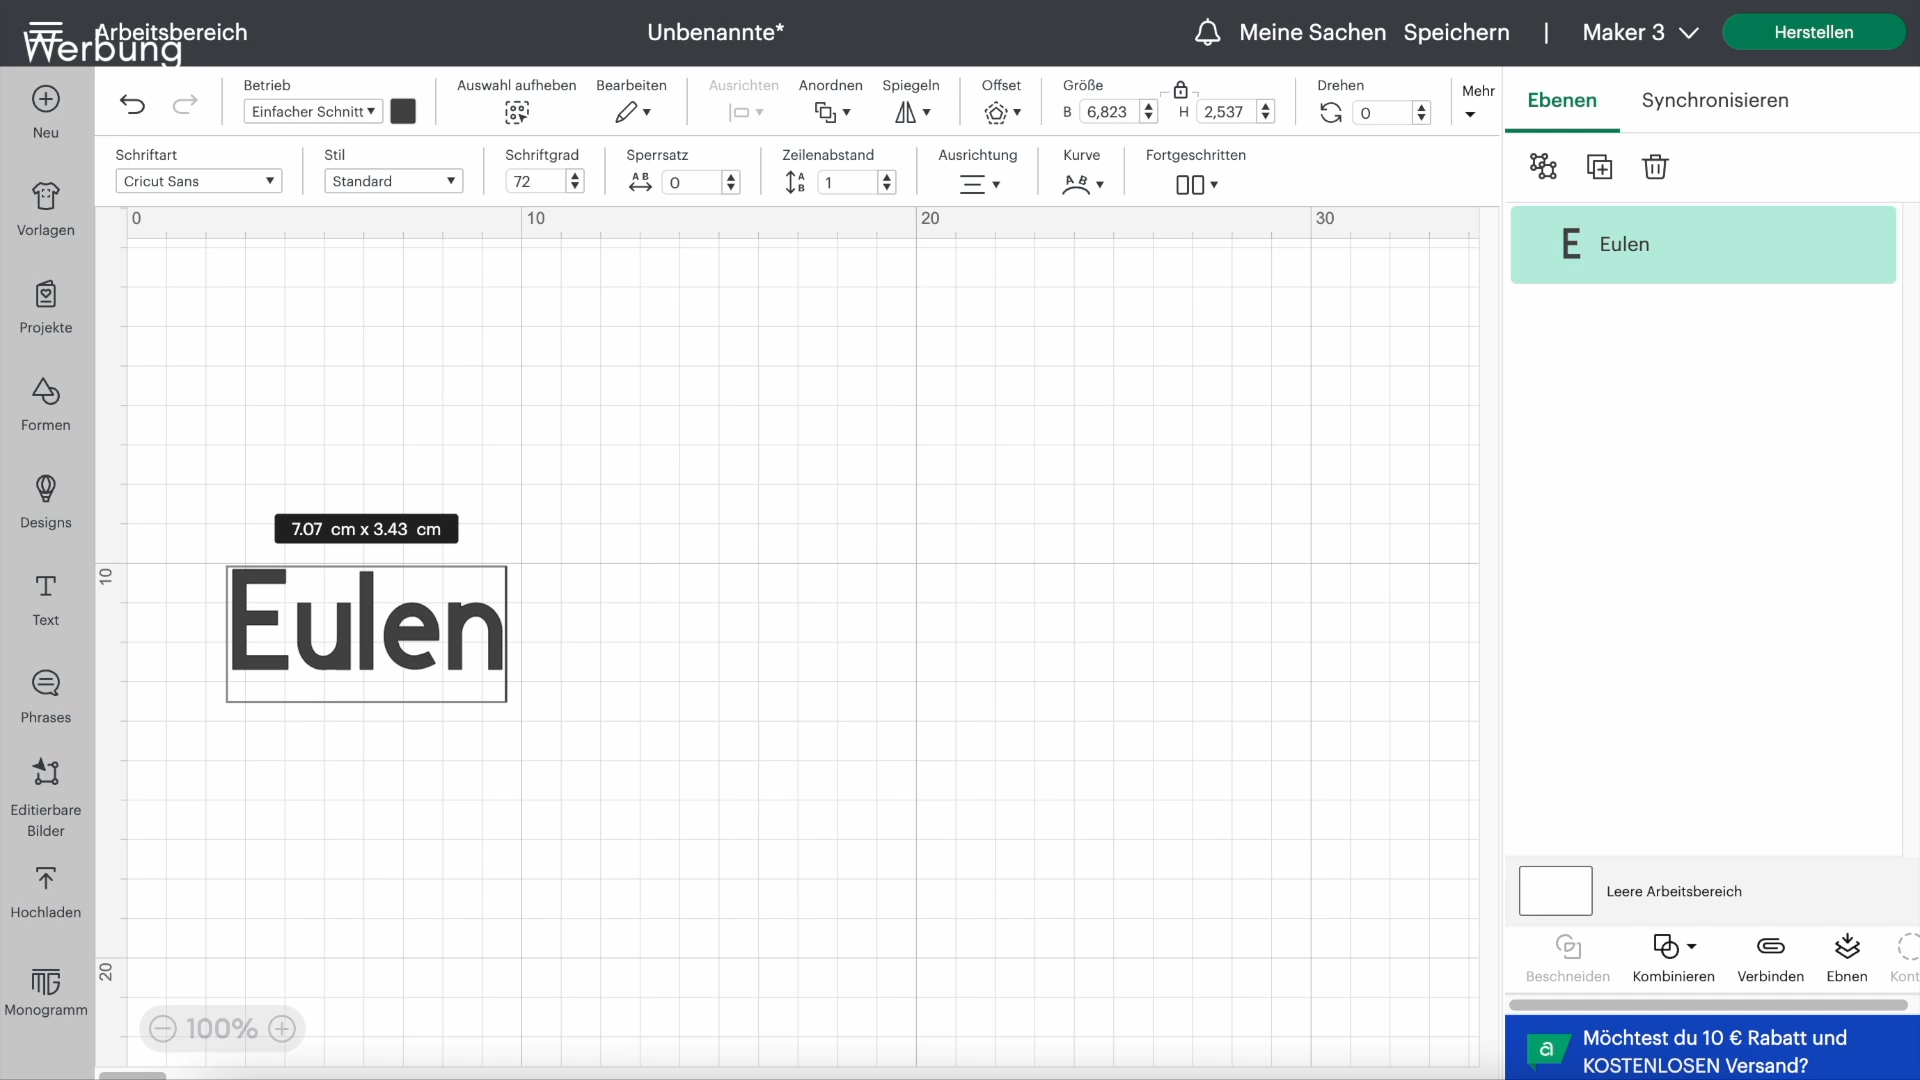 Arbeitsbereich
Werbung
Unbenannte*
Meine Sachen
Speichern
|
Maker 3
Herstellen
Neu
Vorlagen
Projekte
Formen
Designs
Text
Phrases
Editierbare
Bilder
Hochladen
Monogramm
Betrieb
Einfacher Schnitt
Auswahl aufheben
Bearbeiten
Ausrichten
Anordnen
Spiegeln
Offset
Größe
B 6,823
H 2,537
Drehen
0
Mehr
Schriftart
Cricut Sans
Stil
Standard
Schriftgrad
72
Sperrsatz
A B
0
Zeilenabstand
A
B
1
Ausrichtung
Kurve
A B
Fortgeschritten
0 10 20 30
10
20
7.07 cm x 3.43 cm
Eulen
100%
Ebenen
Synchronisieren
E Eulen
Leere Arbeitsbereich
Beschneiden
Kombinieren
Verbinden
Ebnen
Kont
a
Möchtest du 10 € Rabatt und
KOSTENLOSEN Versand?